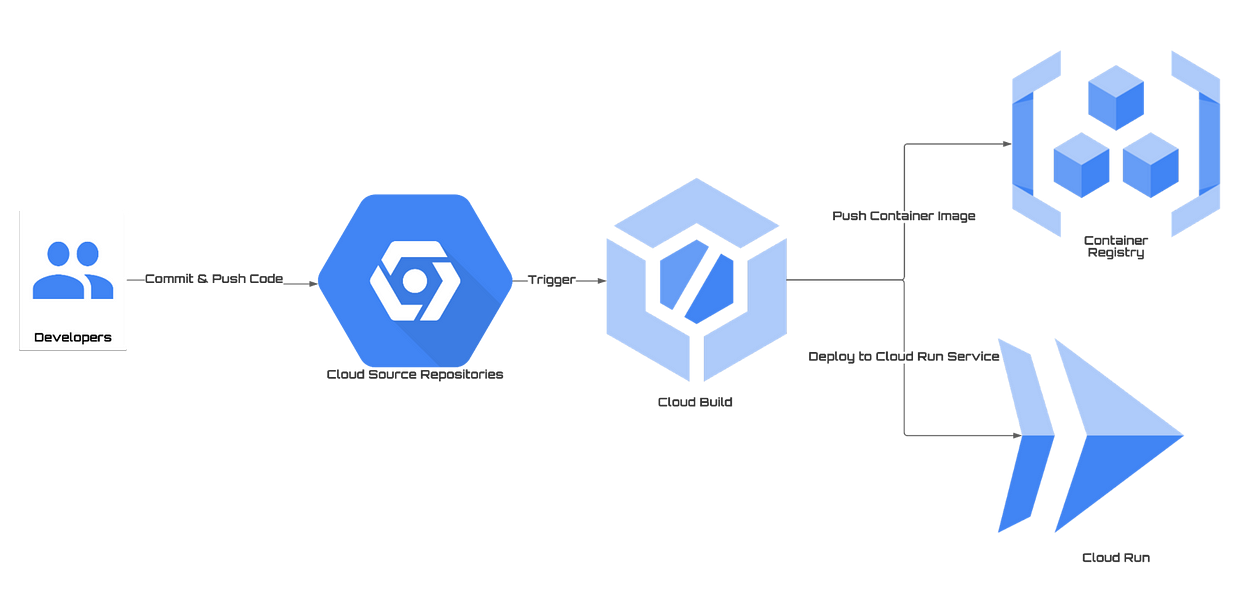 Developers
Commit & Push Code
Cloud Source Repositories
Trigger
Cloud Build
Push Container Image
Container
Registry
Deploy to Cloud Run Service
Cloud Run